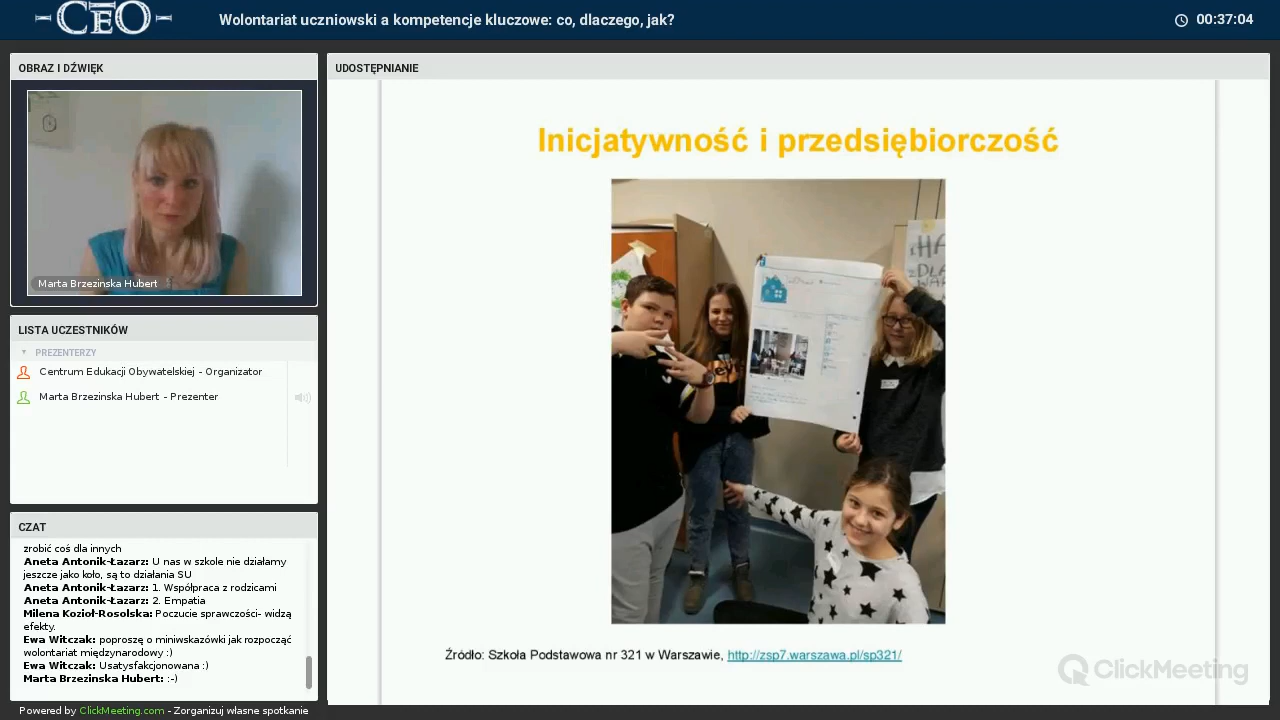 CEO
Wolontariat uczniowski a kompetencje kluczowe: co, dlaczego, jak?
00:37:04
OBRAZ I DŹWIĘK
Marta Brzezinska Hubert
LISTA UCZESTNIKÓW
PREZENTERZY
Centrum Edukacji Obywatelskiej - Organizator
Marta Brzezinska Hubert - Prezenter
CZAT
zrobić coś dla innych
Aneta Antonik-Łazarz: U nas w szkole nie działamy
jeszcze jako koło, są to działania SU
Aneta Antonik-Łazarz: 1. Współpraca z rodzicami
Aneta Antonik-Łazarz: 2. Empatia
Milena Kozioł-Rosolska: Poczucie sprawczości- widzą
efekty.
Ewa Witczak: poproszę o miniwskazówki jak rozpocząć
wolontariat międzynarodowy :)
Ewa Witczak: Usatysfakcjonowana :)
Marta Brzezinska Hubert: :-)
Powered by ClickMeeting.com - Zorganizuj własne spotkanie
UDOSTĘPNIANIE
Inicjatywność i przedsiębiorczość
Źródło: Szkoła Podstawowa nr 321 w Warszawie, http://zsp7.warszawa.pl/sp321/
ClickMeeting